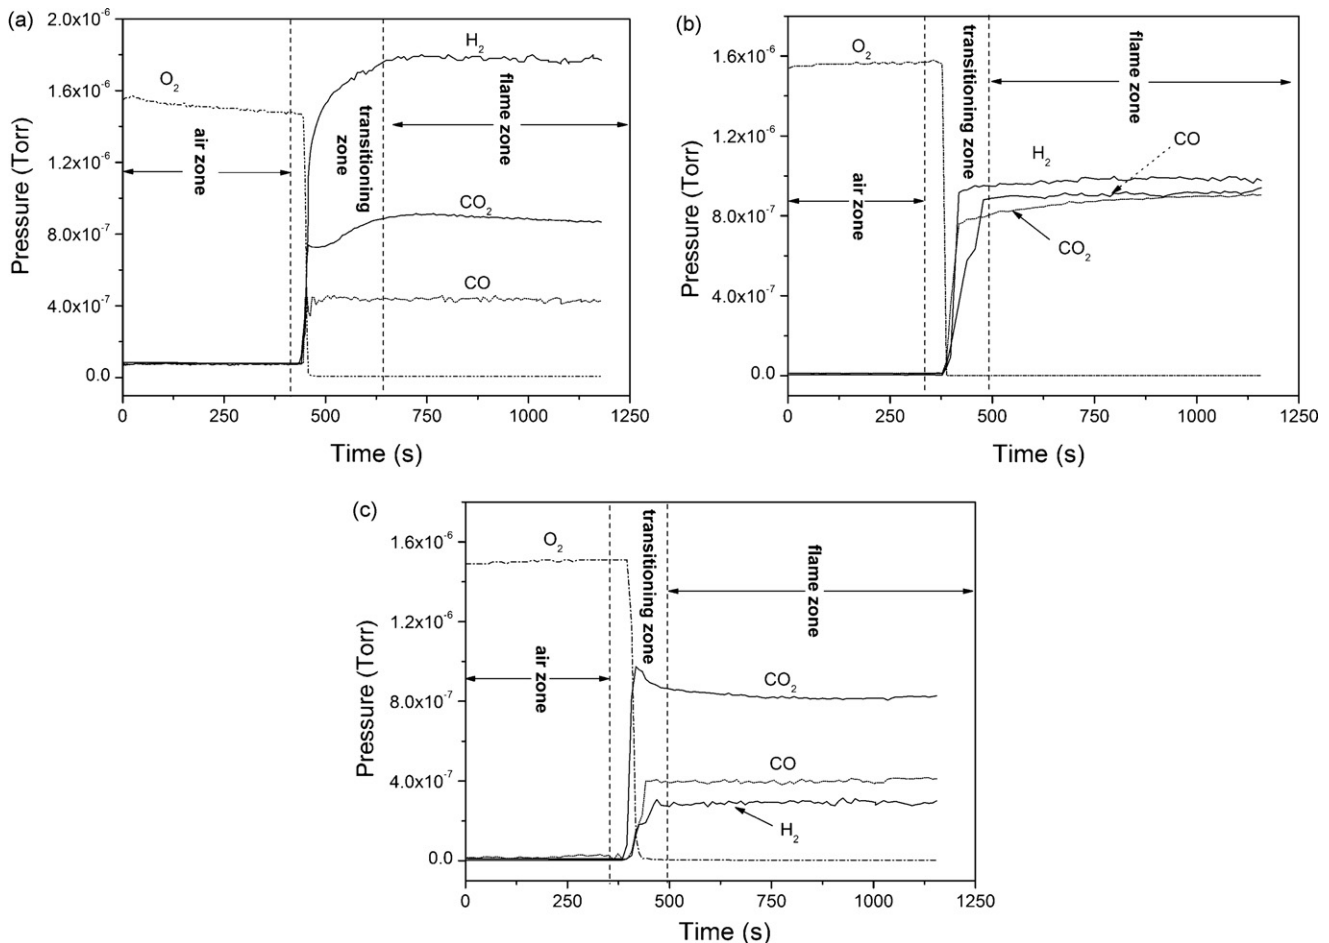 (a)
2.0x10-6
1.6x10-6
1.2x10-6
8.0x10-7
4.0x10-7
0.0
Pressure (Torr)
O2
air zone
transitioning
zone
flame zone
H2
CO2
CO
0
250
500
750
1000
1250
Time (s)
(b)
1.6x10-6
1.2x10-6
8.0x10-7
4.0x10-7
0.0
Pressure (Torr)
O2
air zone
transitioning zone
flame zone
H2
CO
CO2
0
250
500
750
1000
1250
Time (s)
(c)
1.6x10-6
1.2x10-6
8.0x10-7
4.0x10-7
0.0
Pressure (Torr)
O2
air zone
transitioning zone
flame zone
CO2
CO
H2
0
250
500
750
1000
1250
Time (s)